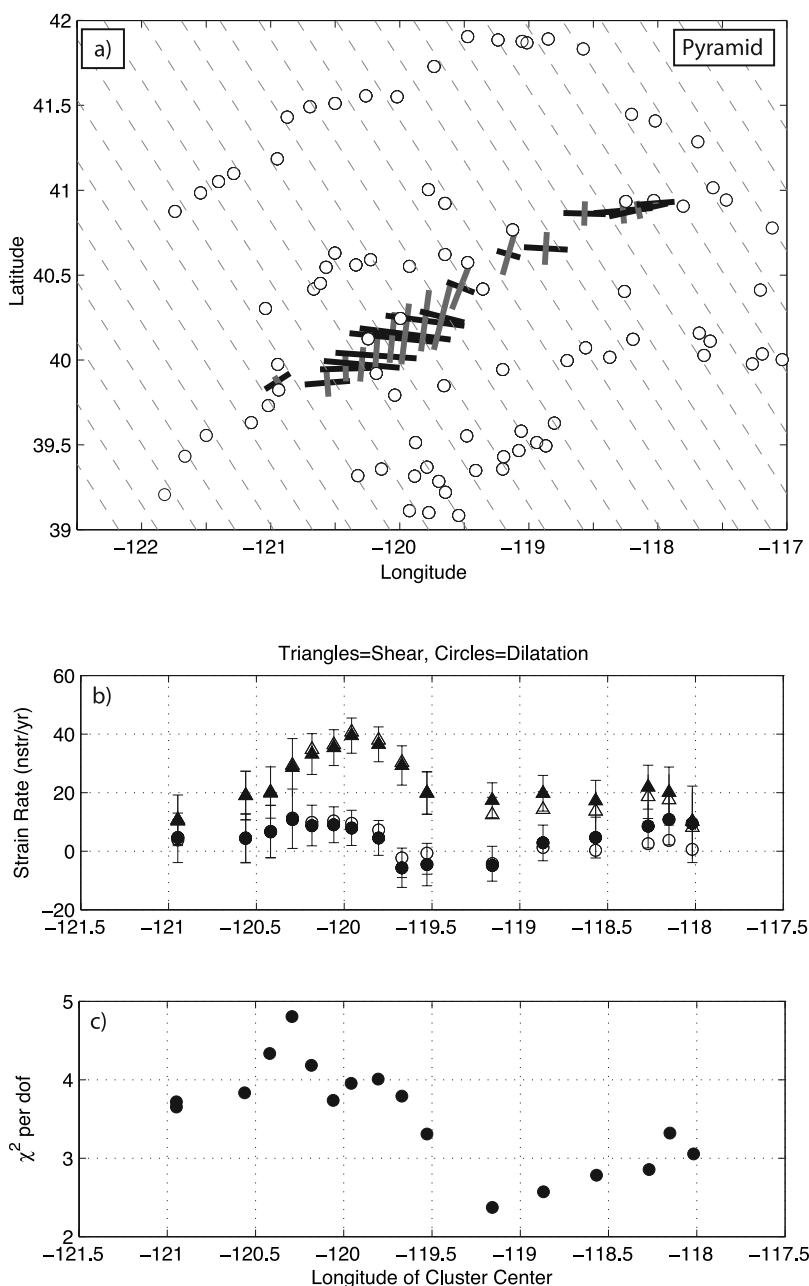 a)
Pyramid
42
41.5
41
40.5
40
39.5
39
Latitude
−122 −121 −120 −119 −118 −117
Longitude
Triangles=Shear, Circles=Dilatation
b)
60
40
20
0
−20
Strain Rate (nstr/yr)
−121.5 −121 −120.5 −120 −119.5 −119 −118.5 −118 −117.5
c)
5
4
3
2
χ² per dof
−121.5 −121 −120.5 −120 −119.5 −119 −118.5 −118 −117.5
Longitude of Cluster Center